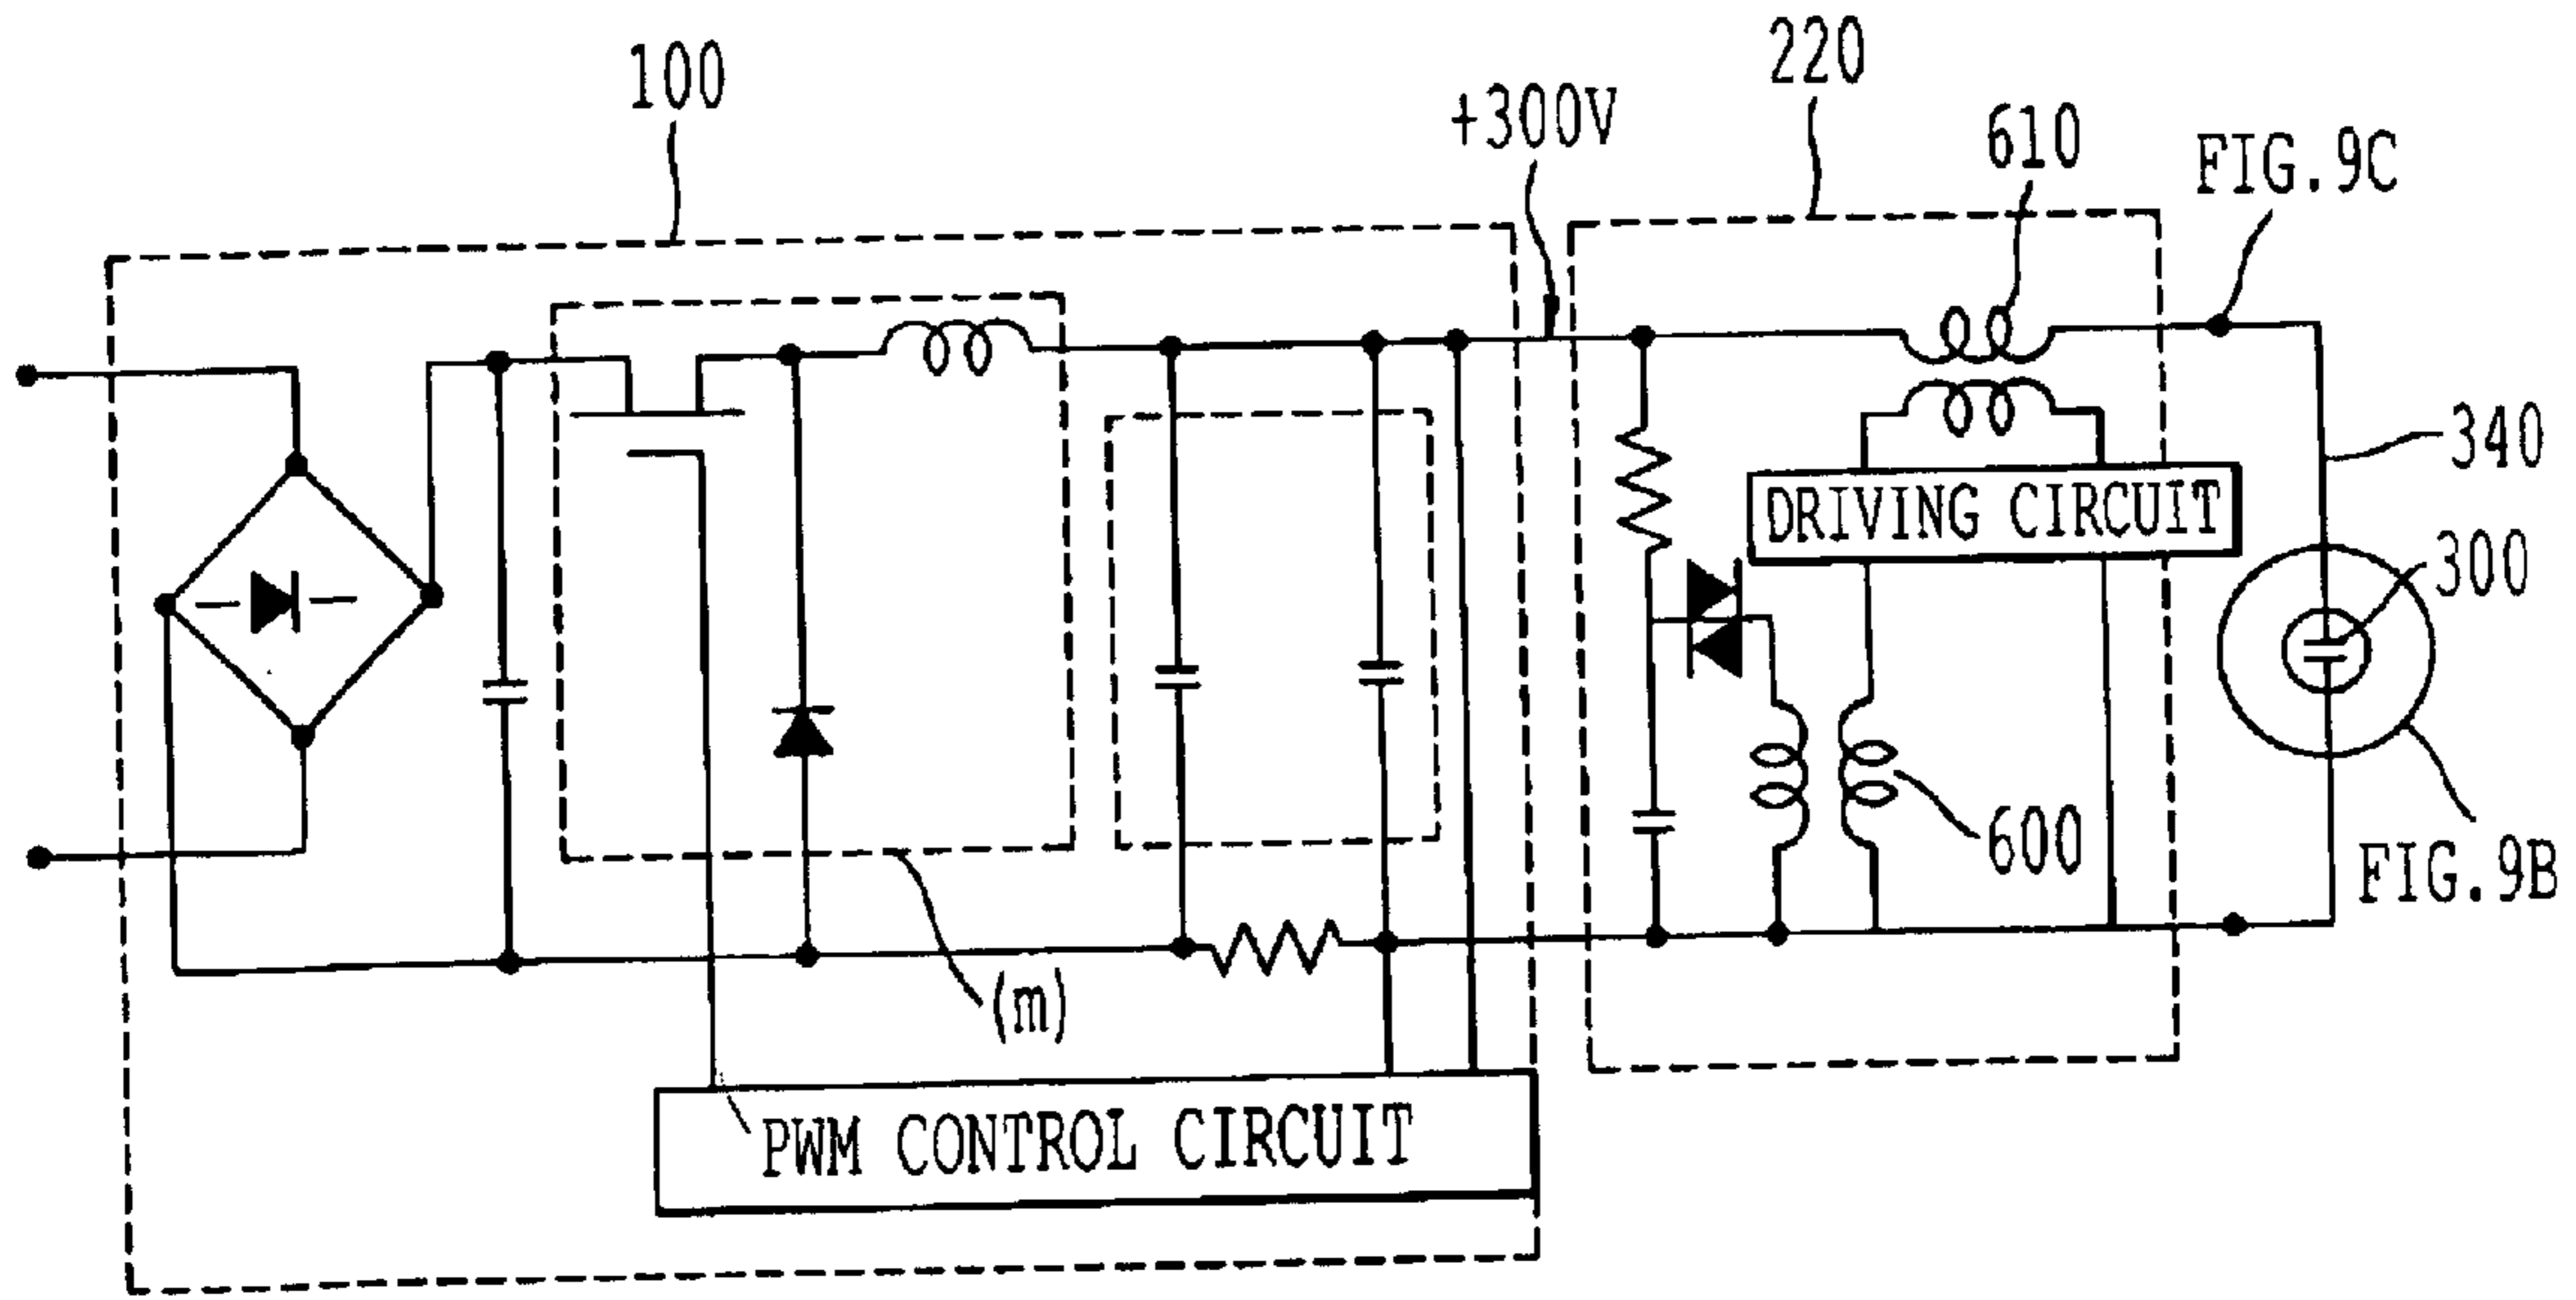 100
220
+300V
610
FIG.9C
340
DRIVING CIRCUIT
300
600
FIG.9B
(m)
PWM CONTROL CIRCUIT